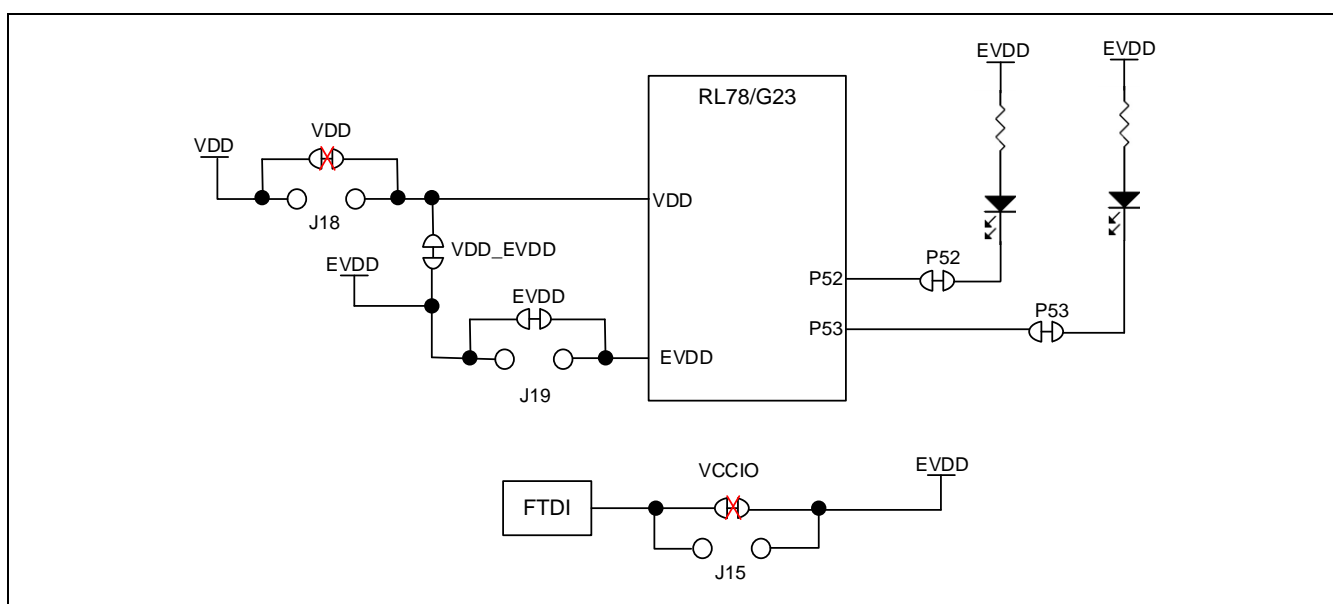 EVDD
EVDD
RL78/G23
VDD
VDD
VDD
J18
VDD_EVDD
EVDD
P52
P52
EVDD
P53
P53
EVDD
J19
VCCIO
EVDD
FTDI
J15